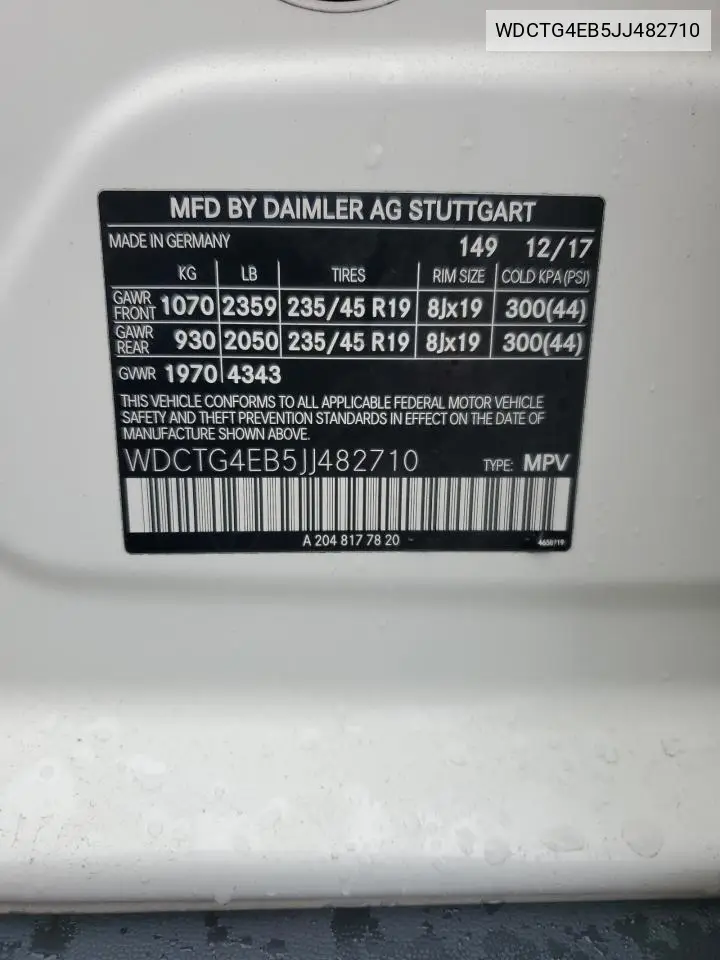 WDCTG4EB5JJ482710
MFD BY DAIMLER AG STUTTGART
MADE IN GERMANY 149 12/17
KG LB TIRES RIM SIZE COLD KPA (PSI)
GAWR FRONT 1070 2359 235/45 R19 8Jx19 300(44)
GAWR REAR 930 2050 235/45 R19 8Jx19 300(44)
GVWR 1970 4343
THIS VEHICLE CONFORMS TO ALL APPLICABLE FEDERAL MOTOR VEHICLE
SAFETY AND THEFT PREVENTION STANDARDS IN EFFECT ON THE DATE OF
MANUFACTURE SHOWN ABOVE.
WDCTG4EB5JJ482710 TYPE: MPV
A 204 817 78 20